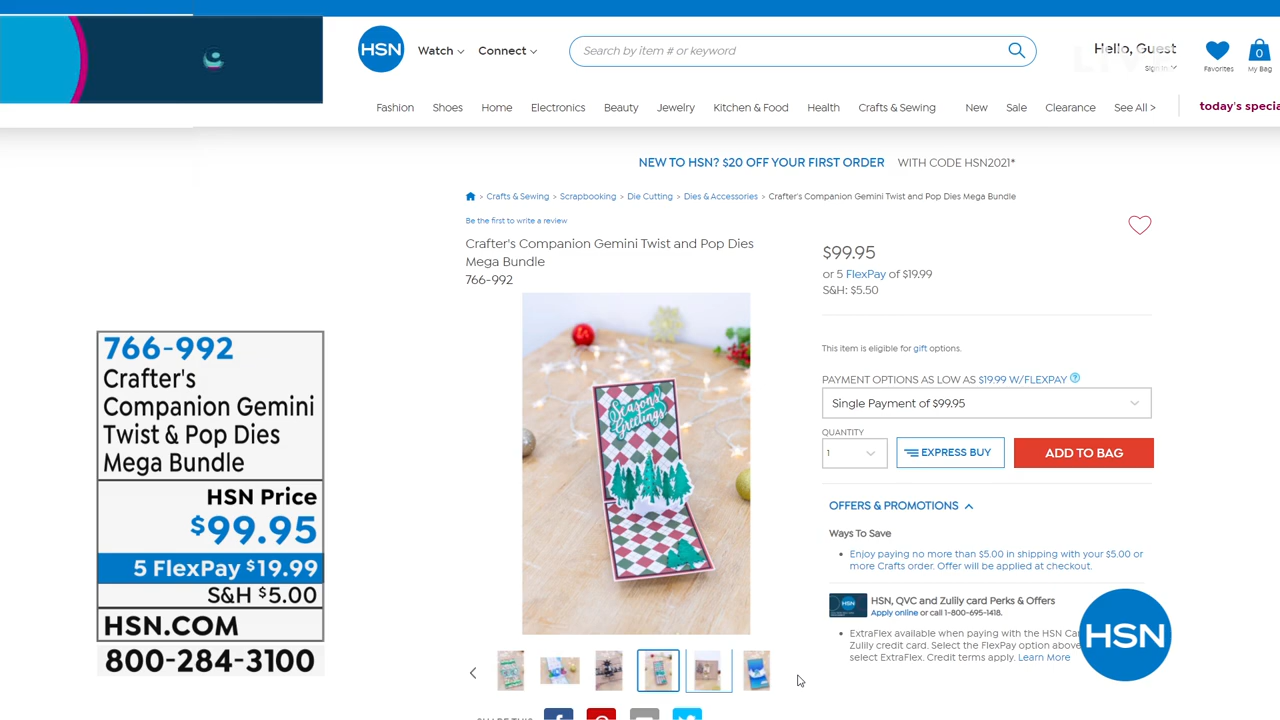 HSN
Watch
Connect
Search by item # or keyword
Hello, Guest
Sign In
Favorites
0
My Bag
Fashion
Shoes
Home
Electronics
Beauty
Jewelry
Kitchen & Food
Health
Crafts & Sewing
New
Sale
Clearance
See All >
today's specia
NEW TO HSN? $20 OFF YOUR FIRST ORDER WITH CODE HSN2021*
> Crafts & Sewing > Scrapbooking > Die Cutting > Dies & Accessories > Crafter's Companion Gemini Twist and Pop Dies Mega Bundle
Be the first to write a review
Crafter's Companion Gemini Twist and Pop Dies
Mega Bundle
766-992
Seasons
Greetings
$99.95
or 5 FlexPay of $19.99
S&H: $5.50
This item is eligible for gift options.
PAYMENT OPTIONS AS LOW AS $19.99 W/FLEXPAY ?
Single Payment of $99.95
QUANTITY
1
EXPRESS BUY
ADD TO BAG
OFFERS & PROMOTIONS
Ways To Save
• Enjoy paying no more than $5.00 in shipping with your $5.00 or
more Crafts order. Offer will be applied at checkout.
HSN
HSN, QVC and Zulily card Perks & Offers
Apply online or call 1-800-695-1418.
• ExtraFlex available when paying with the HSN Ca
Zulily credit card. Select the FlexPay option above
select ExtraFlex. Credit terms apply. Learn More
HSN
766-992
Crafter's
Companion Gemini
Twist & Pop Dies
Mega Bundle
HSN Price
$99.95
5 FlexPay $19.99
S&H $5.00
HSN.COM
800-284-3100
SHARE THIS